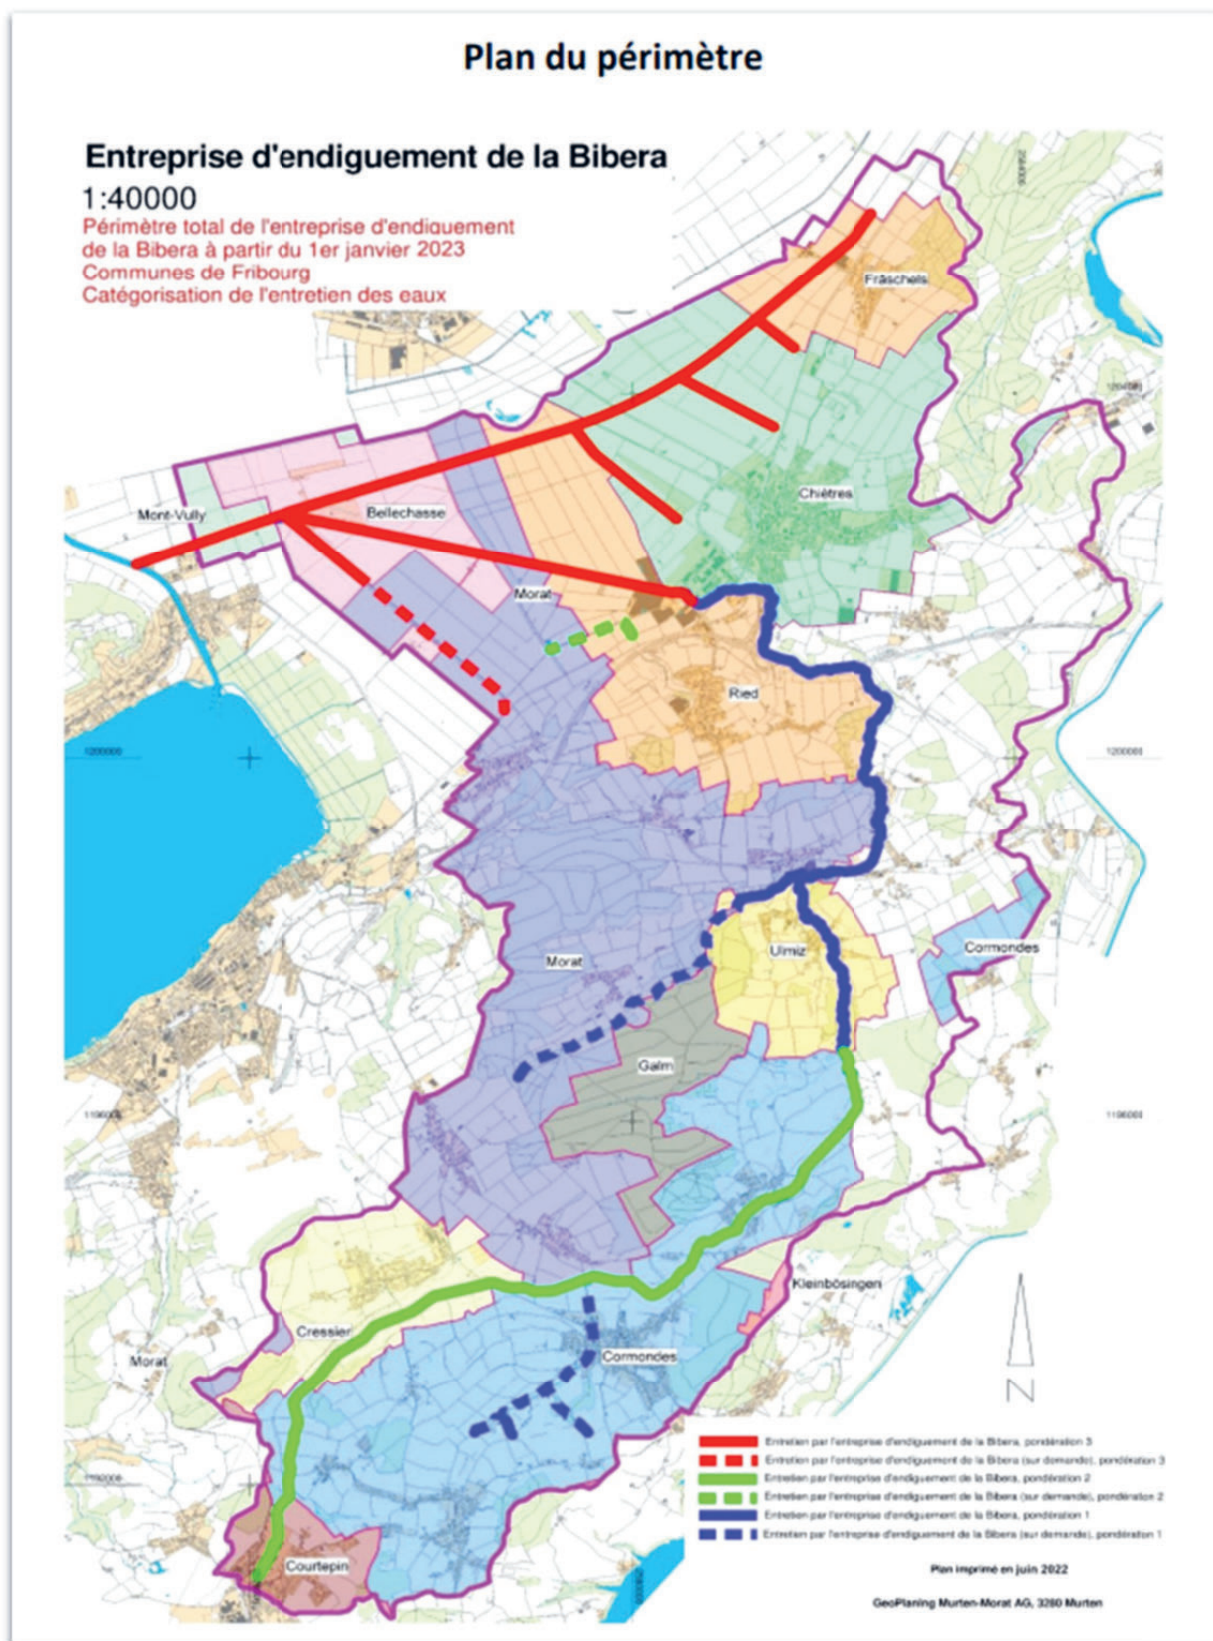 Plan du périmètre
Entreprise d'endiguement de la Bibera
1:40000
Périmètre total de l'entreprise d'endiguement
de la Bibera à partir du 1er janvier 2023
Communes de Fribourg
Catégorisation de l'entretien des eaux
Fräschels
Chiètres
Mont-Vully
Bellechasse
Morat
Ried
1200000
1200000
Ulmiz
Cormondes
Morat
Galm
1196000
1196000
Kleinbösingen
Cressier
Morat
Cormondes
N
Entretien par l'entreprise d'endiguement de la Bibera, pondération 3
Entretien par l'entreprise d'endiguement de la Bibera (sur demande), pondération 3
Entretien par l'entreprise d'endiguement de la Bibera, pondération 2
Entretien par l'entreprise d'endiguement de la Bibera (sur demande), pondération 2
Entretien par l'entreprise d'endiguement de la Bibera, pondération 1
Entretien par l'entreprise d'endiguement de la Bibera (sur demande), pondération 1
1192000
Courtepin
Plan imprimé en juin 2022
GeoPlaning Murten-Morat AG, 3280 Murten